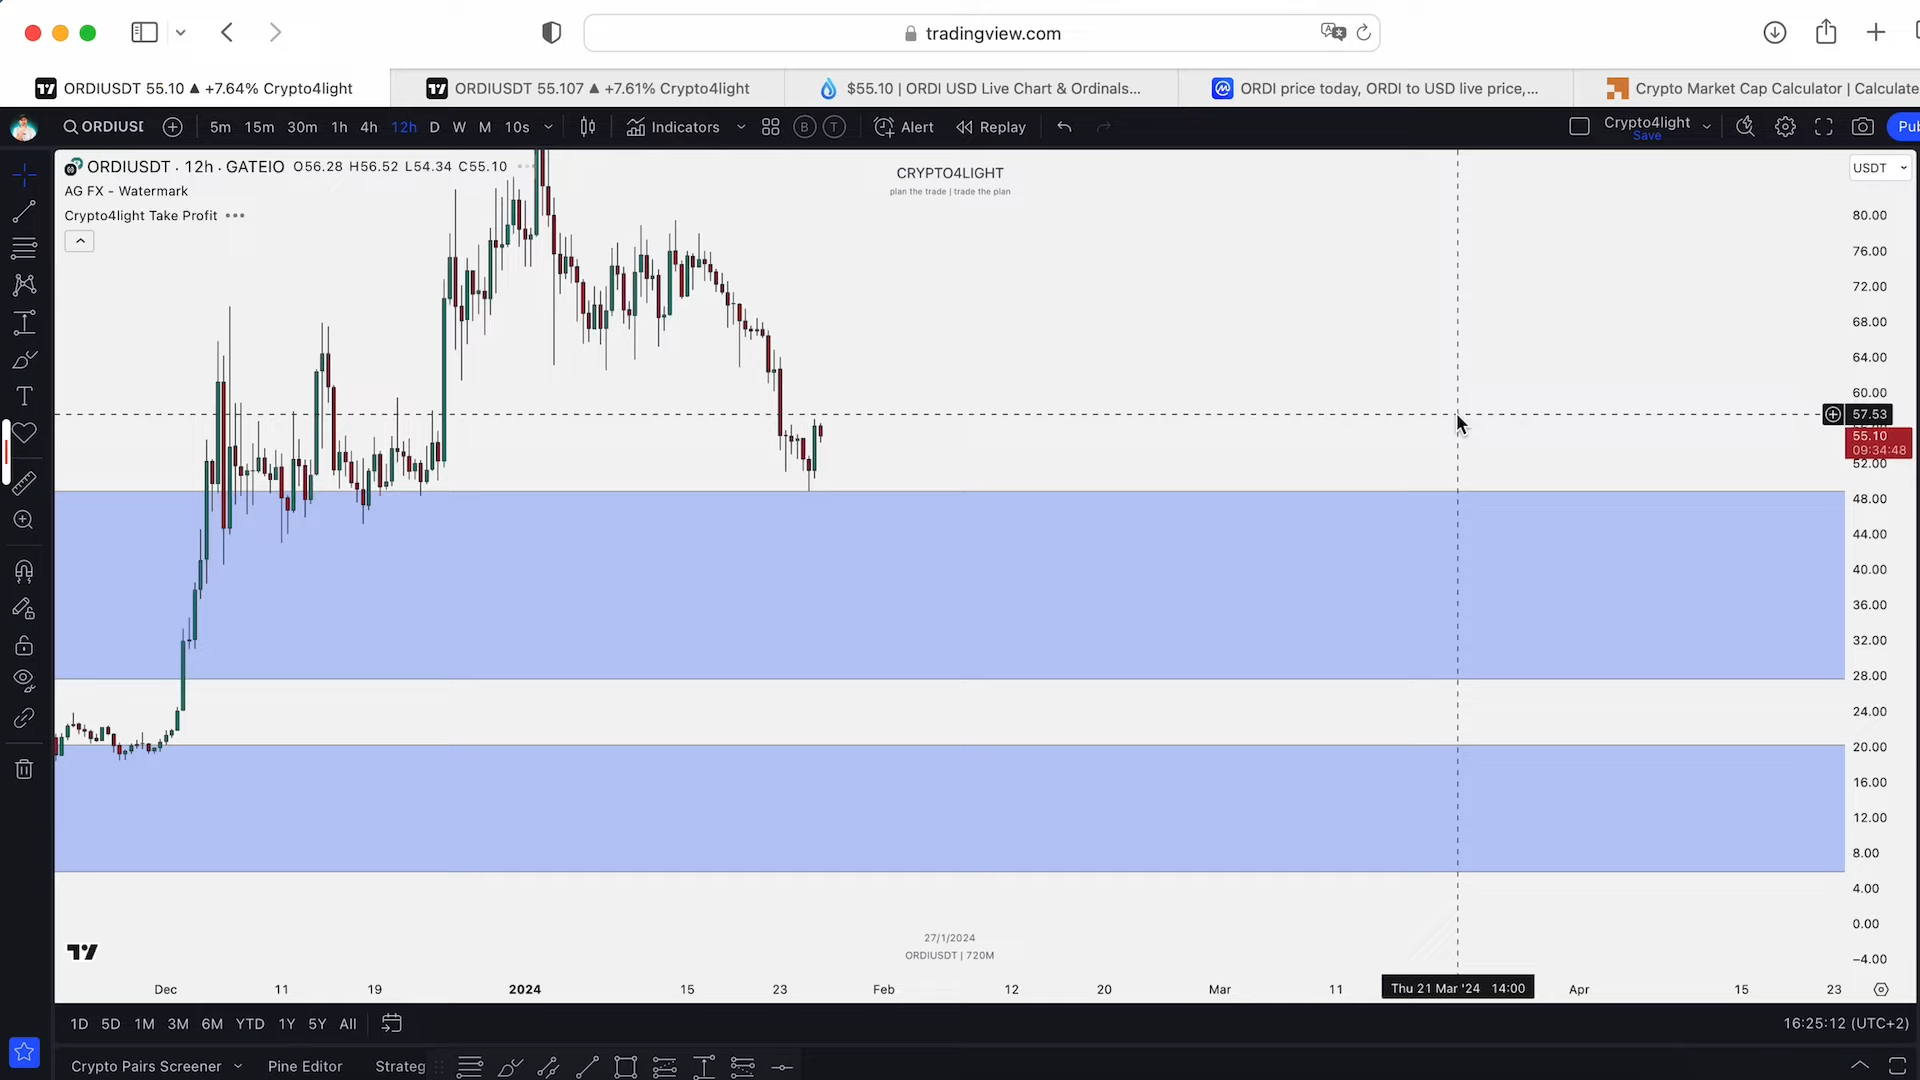 tradingview.com
ORDIUSDT 55.10 ▲ +7.64% Crypto4light
ORDIUSDT 55.107 ▲ +7.61% Crypto4light
$55.10 | ORDI USD Live Chart & Ordinals...
ORDI price today, ORDI to USD live price,...
Crypto Market Cap Calculator | Calculate
ORDIUSI
5m 15m 30m 1h 4h 12h D W M 10s
Indicators
B T
Alert
Replay
Crypto4light
Save
Pub
ORDIUSDT · 12h · GATEIO O56.28 H56.52 L54.34 C55.10
AG FX - Watermark
Crypto4light Take Profit
CRYPTO4LIGHT
plan the trade | trade the plan
USDT
80.00
76.00
72.00
68.00
64.00
60.00
57.53
55.10
09:34:48
52.00
48.00
44.00
40.00
36.00
32.00
28.00
24.00
20.00
16.00
12.00
8.00
4.00
0.00
−4.00
27/1/2024
ORDIUSDT | 720M
Dec 11 19 2024 15 23 Feb 12 20 Mar 11 Thu 21 Mar '24 14:00 Apr 15 23
1D 5D 1M 3M 6M YTD 1Y 5Y All
16:25:12 (UTC+2)
Crypto Pairs Screener Pine Editor Strateg